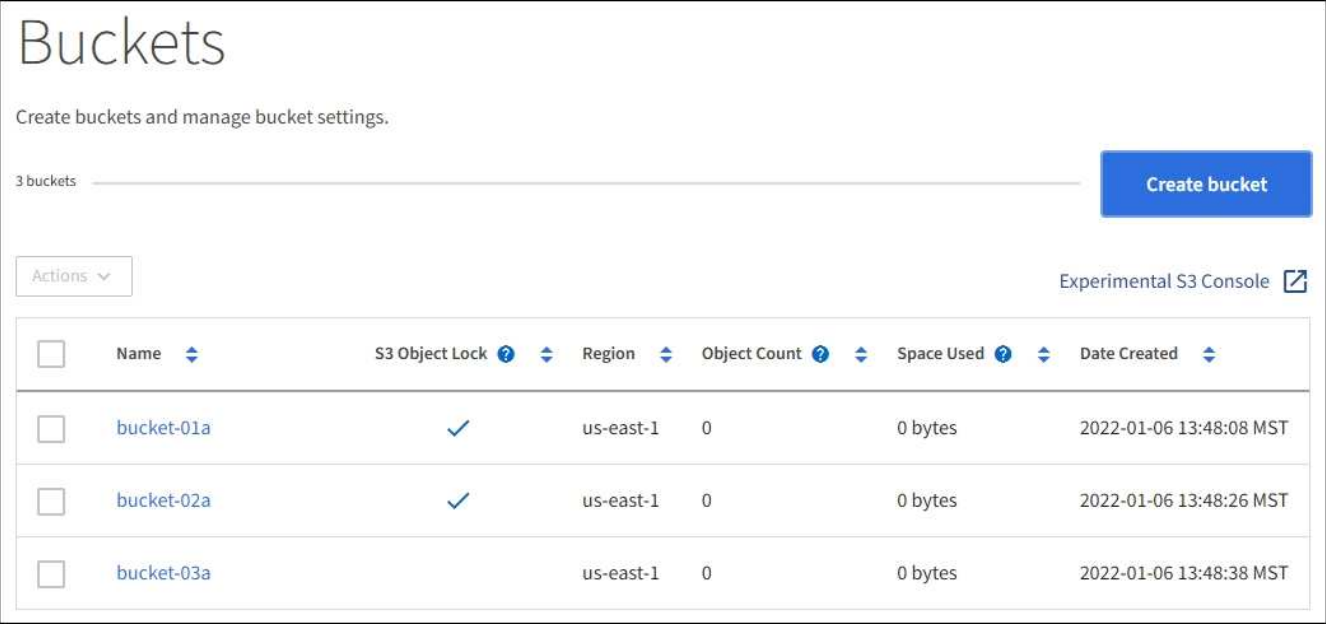 Buckets
Create buckets and manage bucket settings.
3 buckets
Create bucket
Actions
Experimental S3 Console
Name S3 Object Lock ? Region Object Count ? Space Used ? Date Created
bucket-01a us-east-1 0 0 bytes 2022-01-06 13:48:08 MST
bucket-02a us-east-1 0 0 bytes 2022-01-06 13:48:26 MST
bucket-03a us-east-1 0 0 bytes 2022-01-06 13:48:38 MST